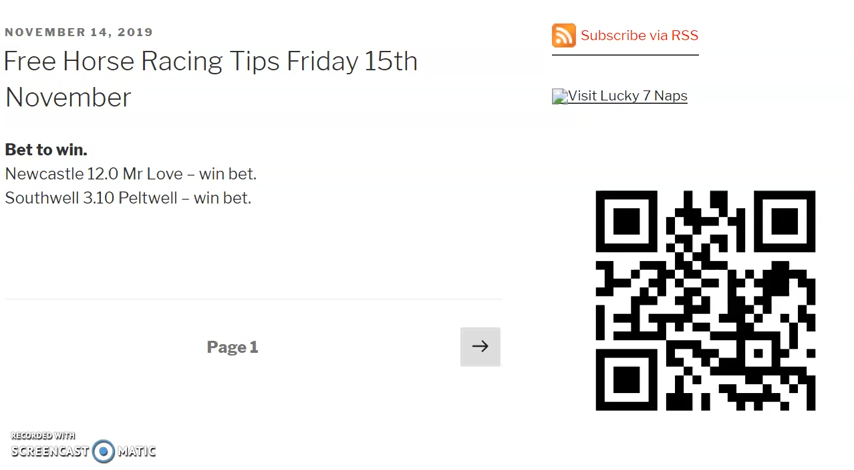 NOVEMBER 14, 2019
Free Horse Racing Tips Friday 15th
November
Bet to win.
Newcastle 12.0 Mr Love – win bet.
Southwell 3.10 Peltwell – win bet.
Page 1
Subscribe via RSS
Visit Lucky 7 Naps
RECORDED WITH
SCREENCAST MATIC